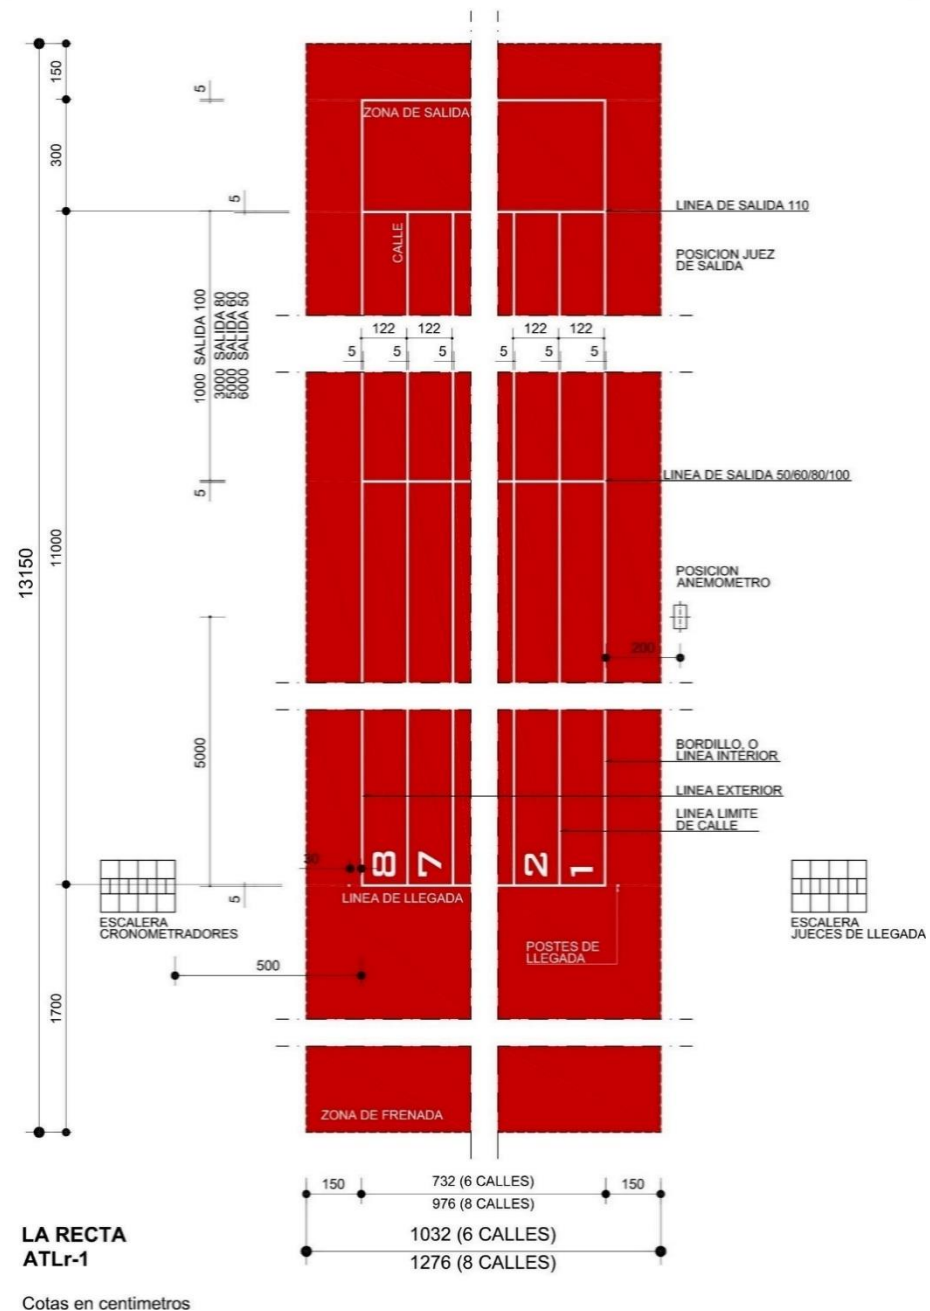 150
5
ZONA DE SALIDA
300
5
LINEA DE SALIDA 110
CALLE
POSICION JUEZ
DE SALIDA
1000 SALIDA 100
3000 SALIDA 80
5000 SALIDA 60
6000 SALIDA 50
122 122 122 122
5 5 5 5 5 5
LINEA DE SALIDA 50/60/80/100
5
13150
11000
POSICION
ANEMOMETRO
200
5000
BORDILLO, O
LINEA INTERIOR
LINEA EXTERIOR
LINEA LIMITE
DE CALLE
30
8 7 2 1
5
LINEA DE LLEGADA
ESCALERA
CRONOMETRADORES
ESCALERA
JUECES DE LLEGADA
POSTES DE
LLEGADA
500
1700
ZONA DE FRENADA
150 732 (6 CALLES) 150
976 (8 CALLES)
1032 (6 CALLES)
1276 (8 CALLES)
LA RECTA
ATLr-1
Cotas en centimetros